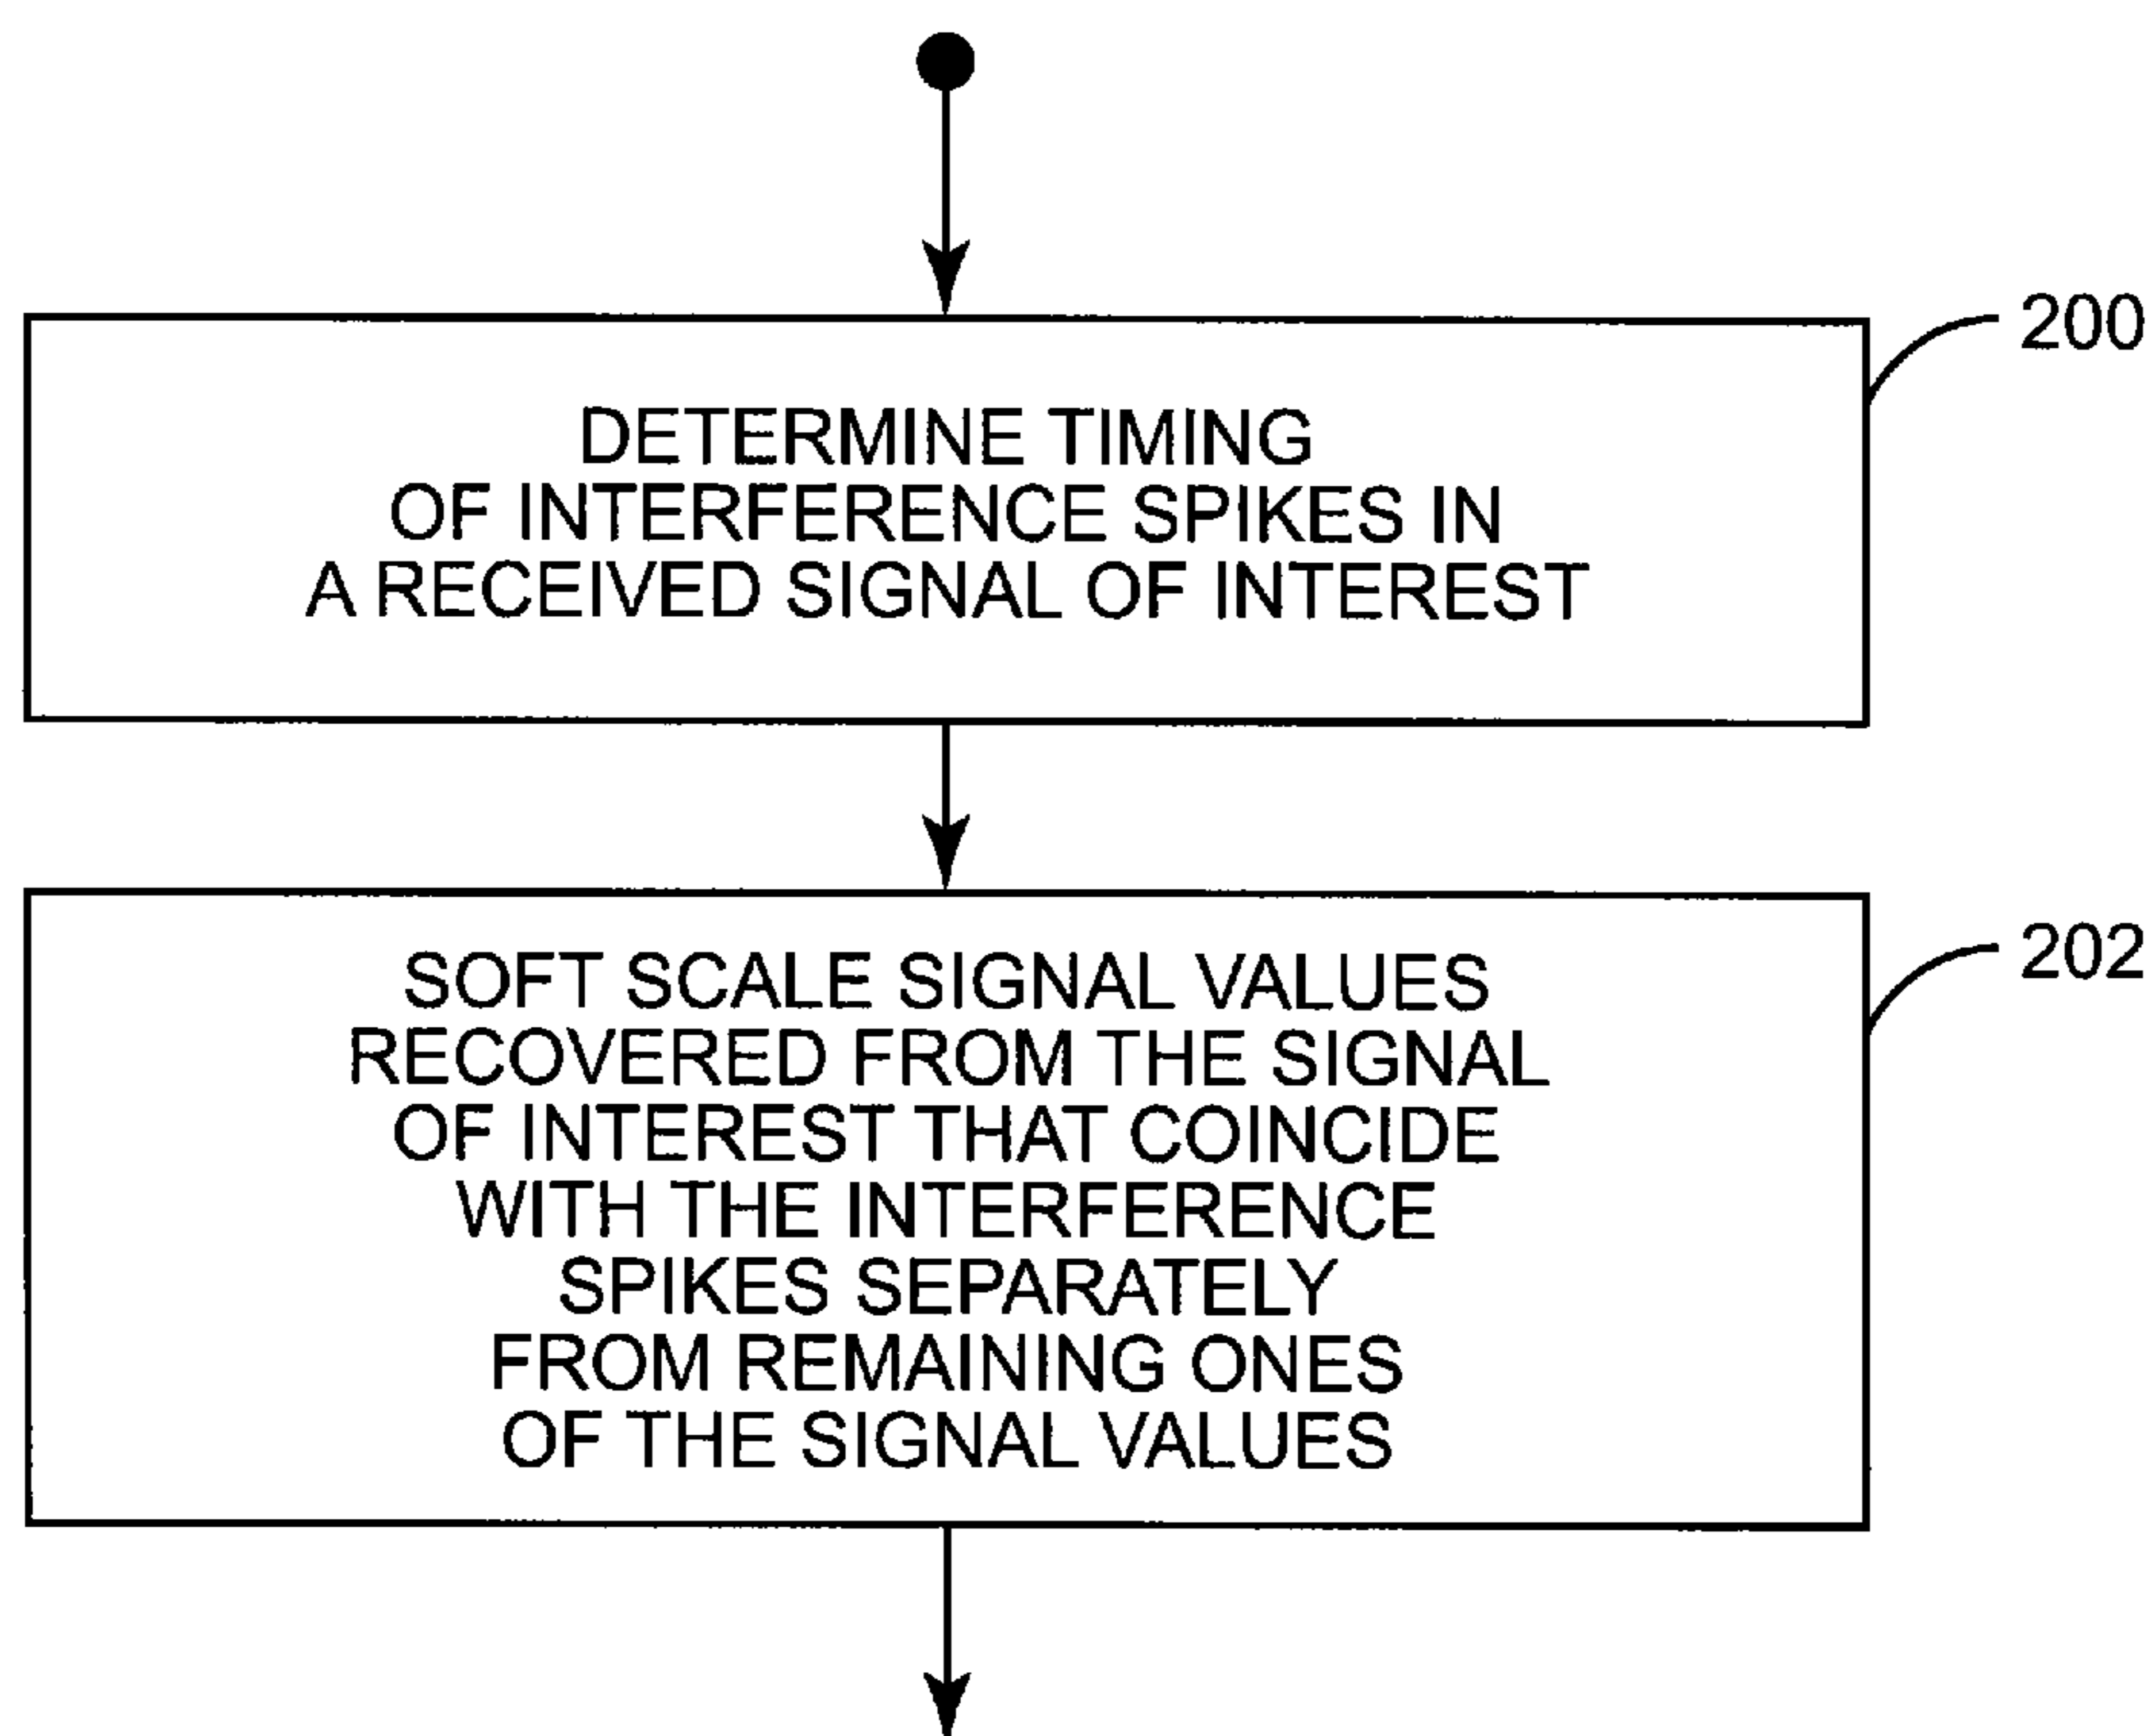 200
DETERMINE TIMING
OF INTERFERENCE SPIKES IN
A RECEIVED SIGNAL OF INTEREST
202
SOFT SCALE SIGNAL VALUES
RECOVERED FROM THE SIGNAL
OF INTEREST THAT COINCIDE
WITH THE INTERFERENCE
SPIKES SEPARATELY
FROM REMAINING ONES
OF THE SIGNAL VALUES